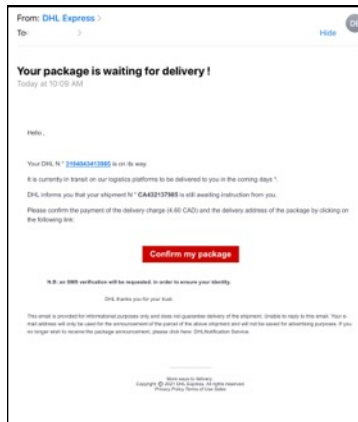 From: DHL Express >
To: >
Hide
Your package is waiting for delivery !
Today at 10:09 AM
Hello ,
Your DHL N ° 3104043413985 is on its way.
It is currently in transit on our logistics platforms to be delivered to you in the coming days *.
DHL informs you that your shipment N ° CA432137985 is still awaiting instruction from you.
Please confirm the payment of the delivery charge (4.60 CAD) and the delivery address of the package by clicking on
the following link:
Confirm my package
N.B: an SMS verification will be requested. in order to ensure your identity.
DHL thanks you for your trust.
This email is provided for informational purposes only and does not guarantee delivery of the shipment. Unable to reply to this email. Your e-
mail address will only be used for the announcement of the parcel of the above shipment and will not be saved for advertising purposes. If you
no longer wish to receive the package announcement, please click here: DHLNotification Service.
More ways to delivery.
Copyright © 2021 DHL Express. All rights reserved.
Privacy Policy Terms of Use Sales